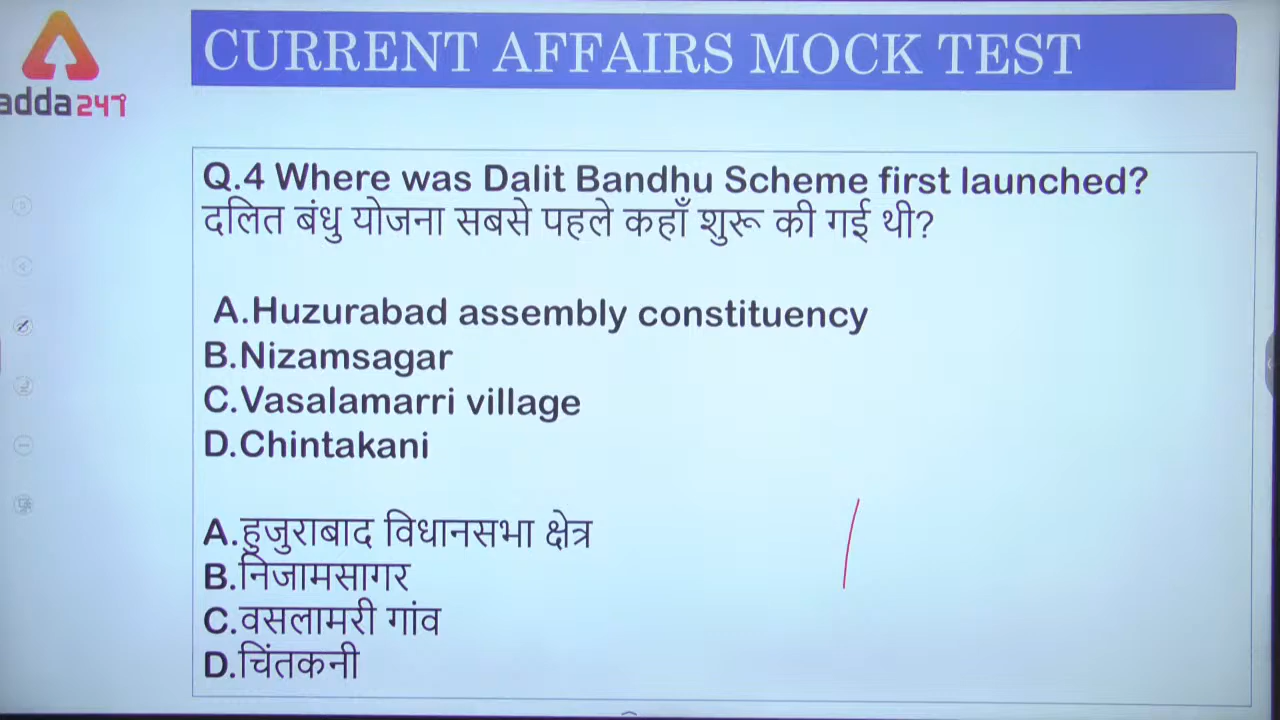 CURRENT AFFAIRS MOCK TEST
adda247
Q.4 Where was Dalit Bandhu Scheme first launched?
दलित बंधु योजना सबसे पहले कहाँ शुरू की गई थी?
A.Huzurabad assembly constituency
B.Nizamsagar
C.Vasalamarri village
D.Chintakani
A.हुजुराबाद विधानसभा क्षेत्र
B.निजामसागर
C.वसलामरी गांव
D.चिंतकनी